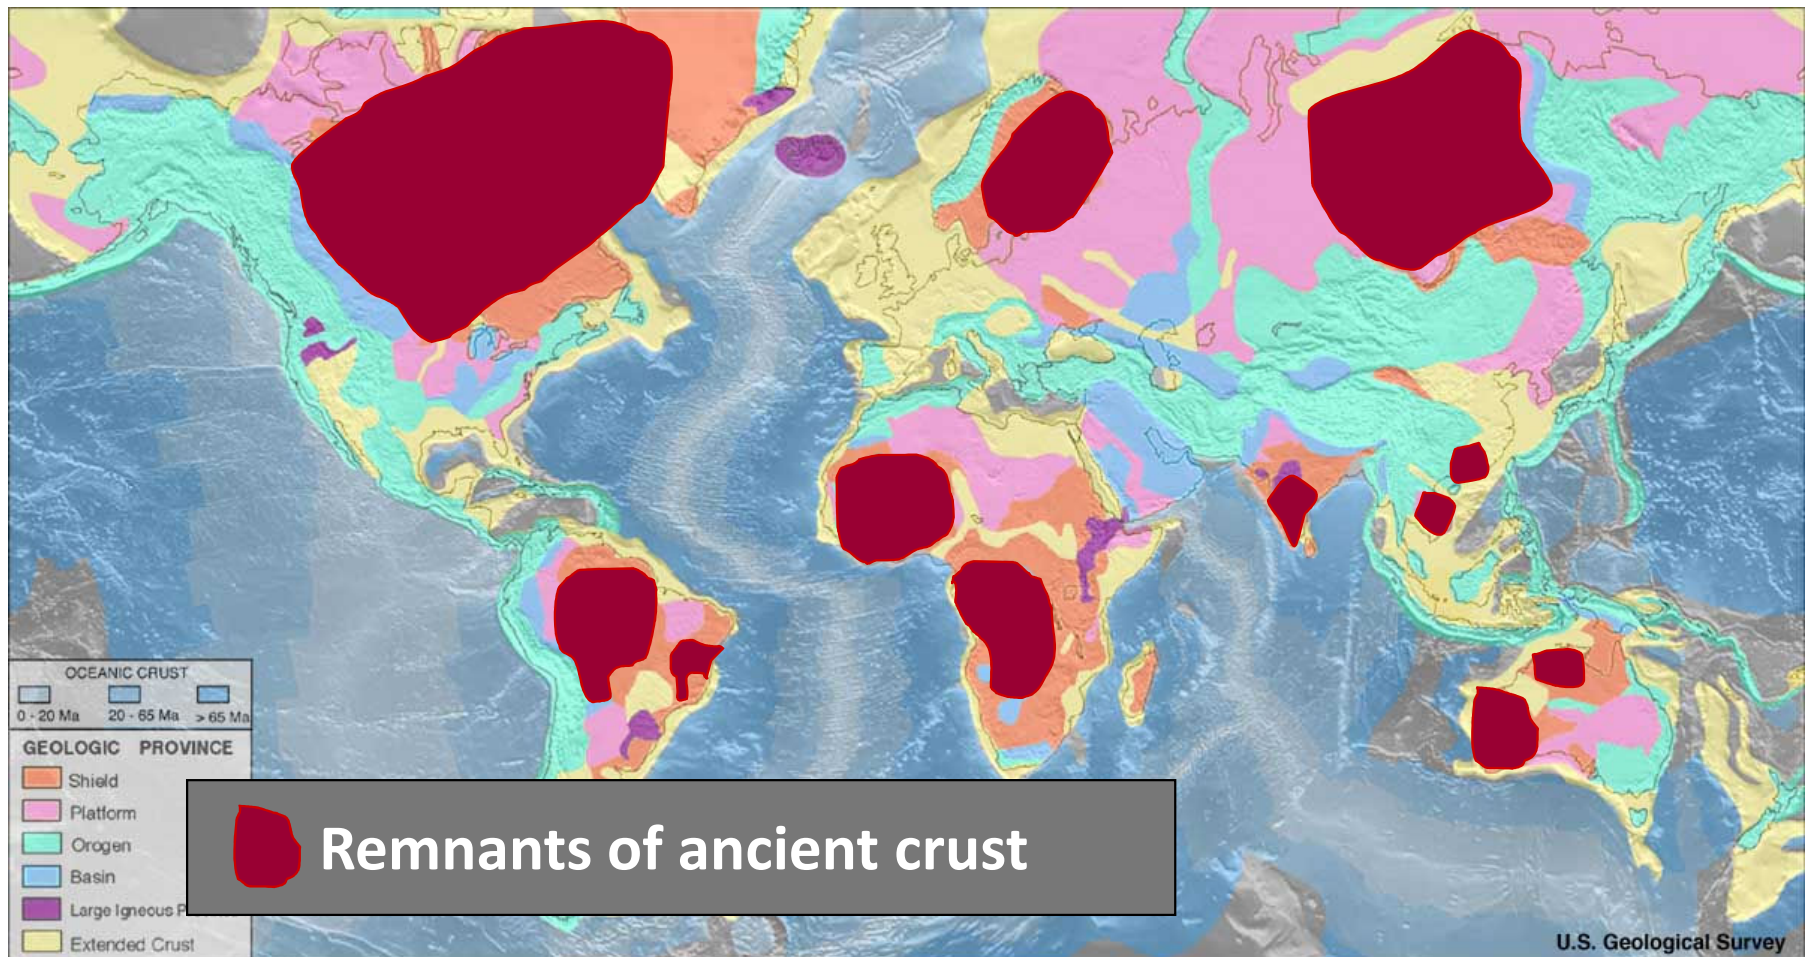 OCEANIC CRUST
0 - 20 Ma 20 - 65 Ma > 65 Ma
GEOLOGIC PROVINCE
Shield
Platform
Orogen
Basin
Large Igneous P
Extended Crust
Remnants of ancient crust
U.S. Geological Survey